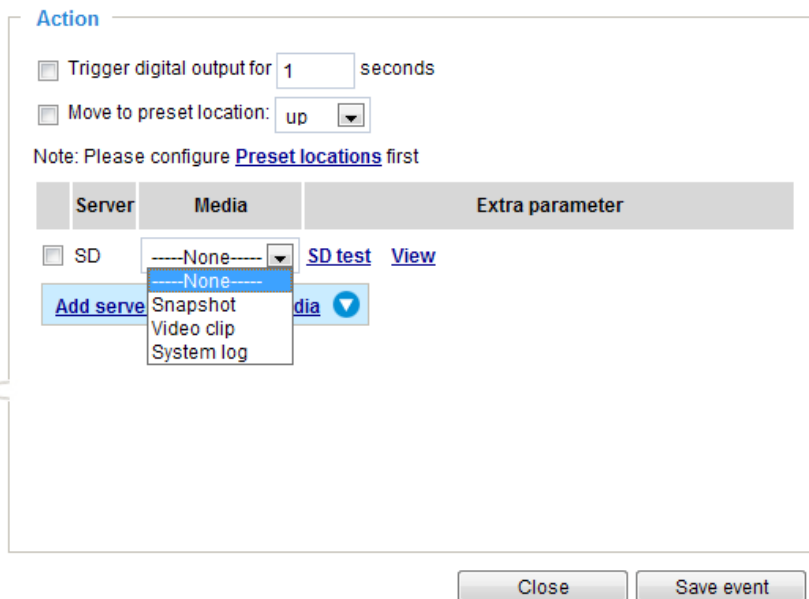 Action
Trigger digital output for 1 seconds
Move to preset location: up
Note: Please configure Preset locations first
Server Media Extra parameter
SD -----None----- SD test View
-----None-----
Add serve dia
Snapshot
Video clip
System log
Close Save event